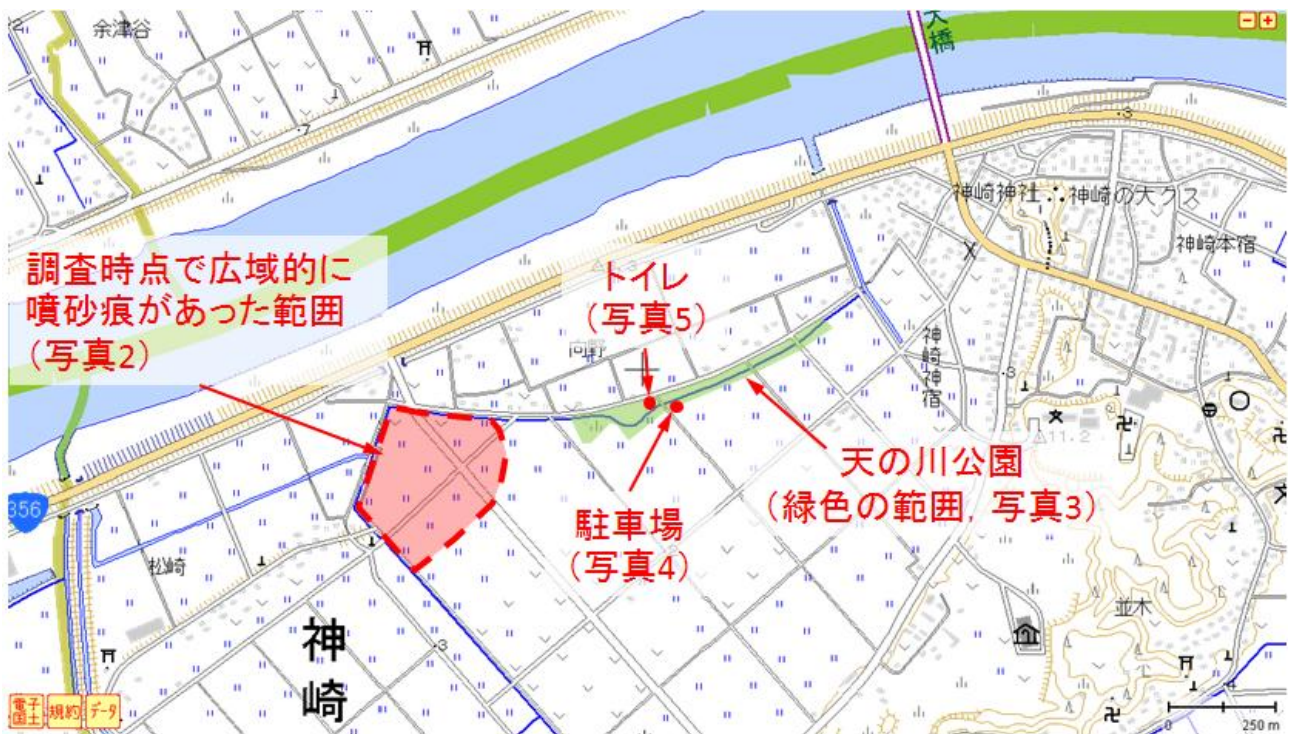 余津谷
大橋
7
3
神崎神社
神崎の大クス
神崎本宿
調査時点で広域的に
噴砂痕があった範囲
(写真2)
トイレ
(写真5)
向野
神崎神宿
3
11.2
天の川公園
(緑色の範囲, 写真3)
駐車場
(写真4)
356
松崎
神崎
3
並木
電子国土
規約
データ
0
250 m